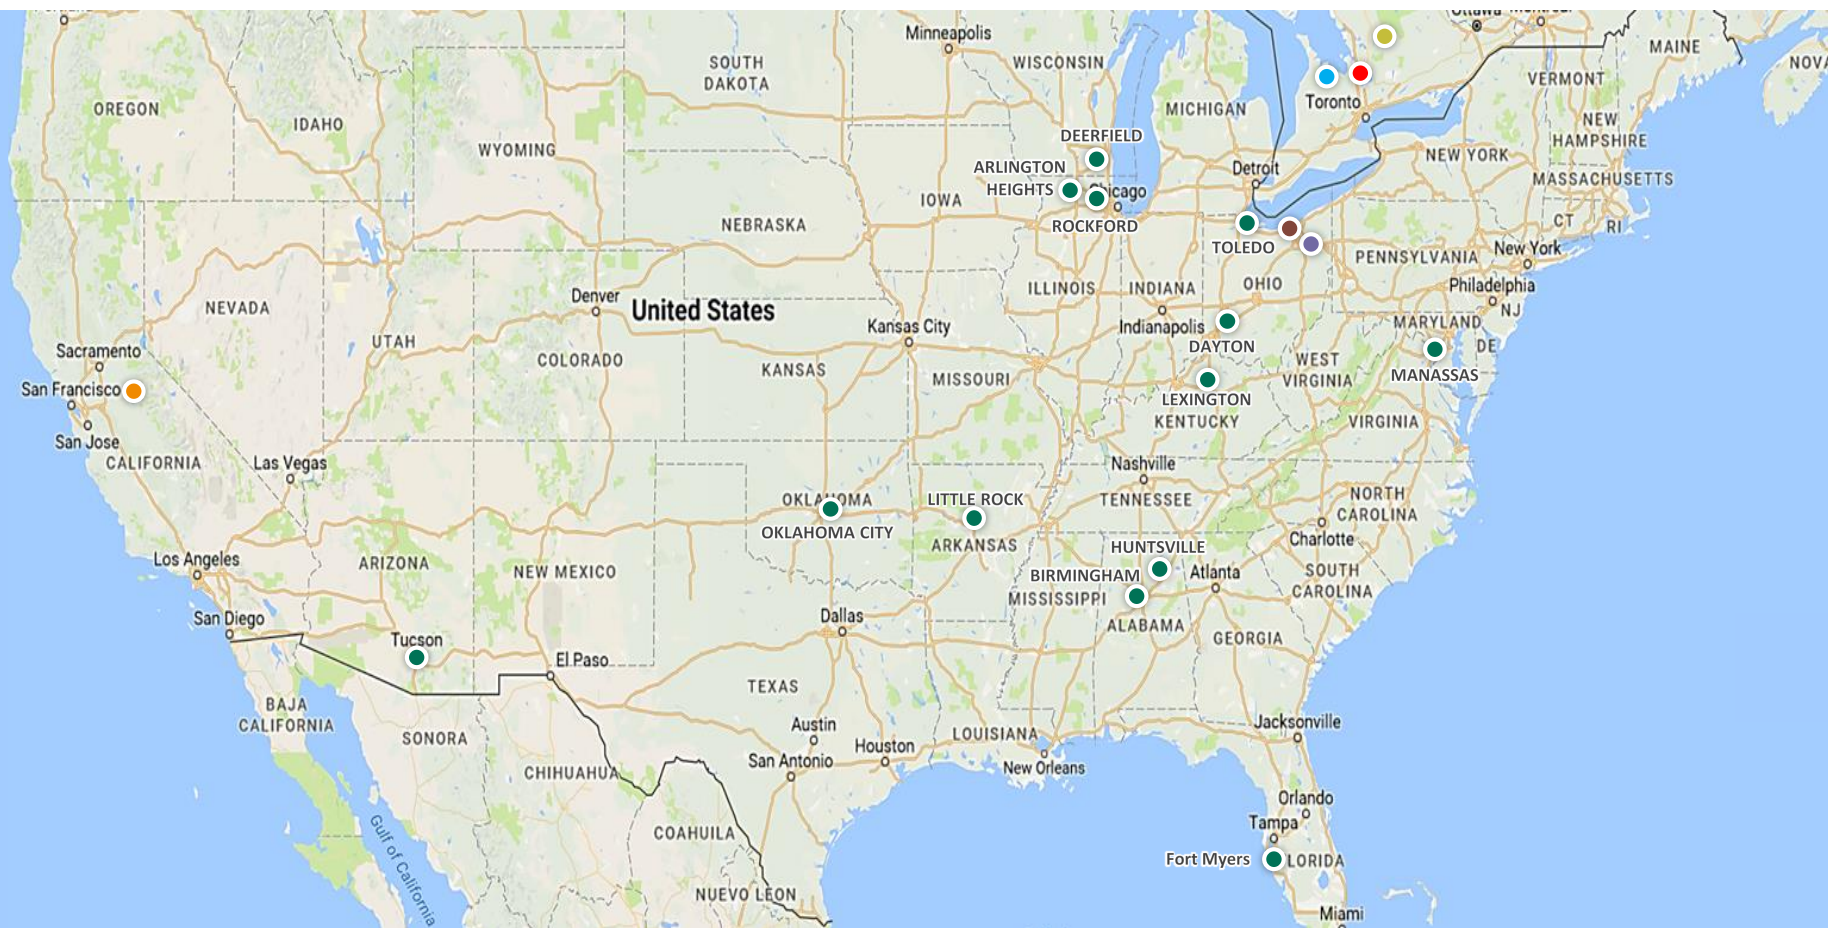 Ottawa
Montréal
Minneapolis
MAINE
SOUTH
DAKOTA
WISCONSIN
NOVA
VERMONT
OREGON
IDAHO
MICHIGAN
Toronto
NEW
HAMPSHIRE
WYOMING
DEERFIELD
NEW YORK
ARLINGTON
HEIGHTS
Detroit
MASSACHUSETTS
Chicago
IOWA
NEBRASKA
ROCKFORD
TOLEDO
CT
RI
PENNSYLVANIA
New York
ILLINOIS
INDIANA
OHIO
Philadelphia
NJ
Denver
United States
NEVADA
Kansas City
Indianapolis
DAYTON
MARYLAND
DE
UTAH
Sacramento
COLORADO
KANSAS
MISSOURI
WEST
VIRGINIA
MANASSAS
San Francisco
LEXINGTON
KENTUCKY
VIRGINIA
San Jose
CALIFORNIA
Las Vegas
Nashville
TENNESSEE
NORTH
CAROLINA
OKLAHOMA
OKLAHOMA CITY
LITTLE ROCK
ARKANSAS
Charlotte
HUNTSVILLE
Los Angeles
ARIZONA
NEW MEXICO
BIRMINGHAM
MISSISSIPPI
Atlanta
SOUTH
CAROLINA
San Diego
Dallas
ALABAMA
GEORGIA
Tucson
El Paso
TEXAS
BAJA
CALIFORNIA
SONORA
Austin
Houston
San Antonio
LOUISIANA
New Orleans
Jacksonville
CHIHUAHUA
Orlando
Tampa
COAHUILA
Gulf of California
Fort Myers
LORIDA
NUEVO LEON
Miami